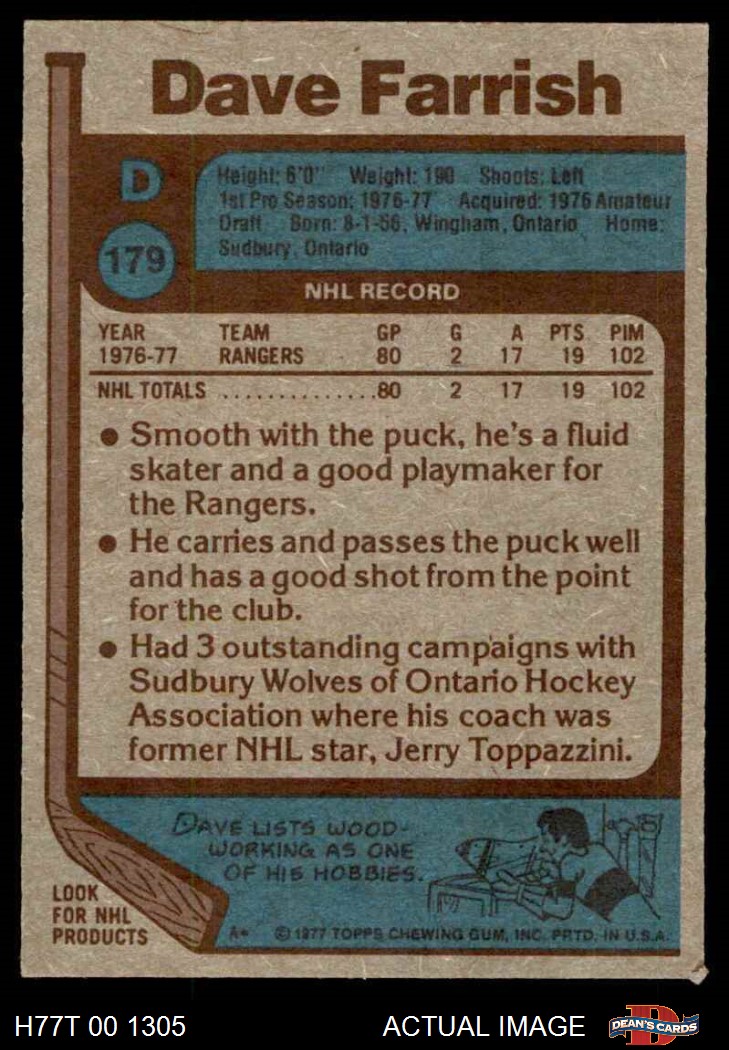 Dave Farrish
D
179
Height: 6'0" Weight: 190 Shoots: Left
1st Pro Season: 1976-77 Acquired: 1976 Amateur
Draft Born: 8-1-56, Wingham, Ontario Home:
Sudbury, Ontario
NHL RECORD
YEAR TEAM GP G A PTS PIM
1976-77 RANGERS 80 2 17 19 102
NHL TOTALS ..............80 2 17 19 102
● Smooth with the puck, he's a fluid
skater and a good playmaker for
the Rangers.
● He carries and passes the puck well
and has a good shot from the point
for the club.
● Had 3 outstanding campaigns with
Sudbury Wolves of Ontario Hockey
Association where his coach was
former NHL star, Jerry Toppazzini.
DAVE LISTS WOOD-
WORKING AS ONE
OF HIS HOBBIES.
LOOK
FOR NHL
PRODUCTS
A* © 1977 TOPPS CHEWING GUM, INC. PRTD. IN U.S.A.
H77T 00 1305 ACTUAL IMAGE
D
DEAN'S CARDS